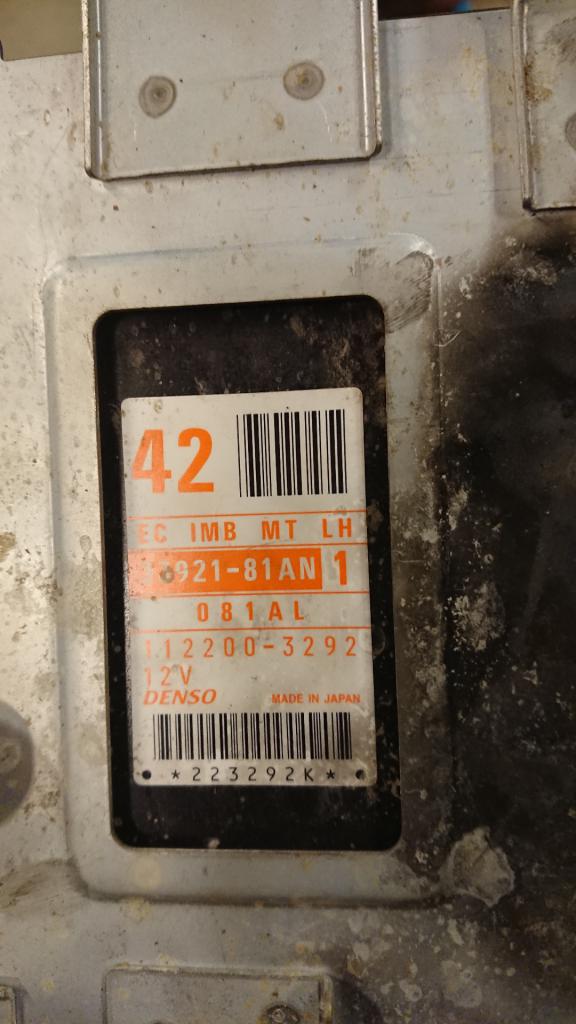 42
EC IMB MT LH
921-81AN 1
081AL
112200-3292
12V
DENSO MADE IN JAPAN
*223292K*